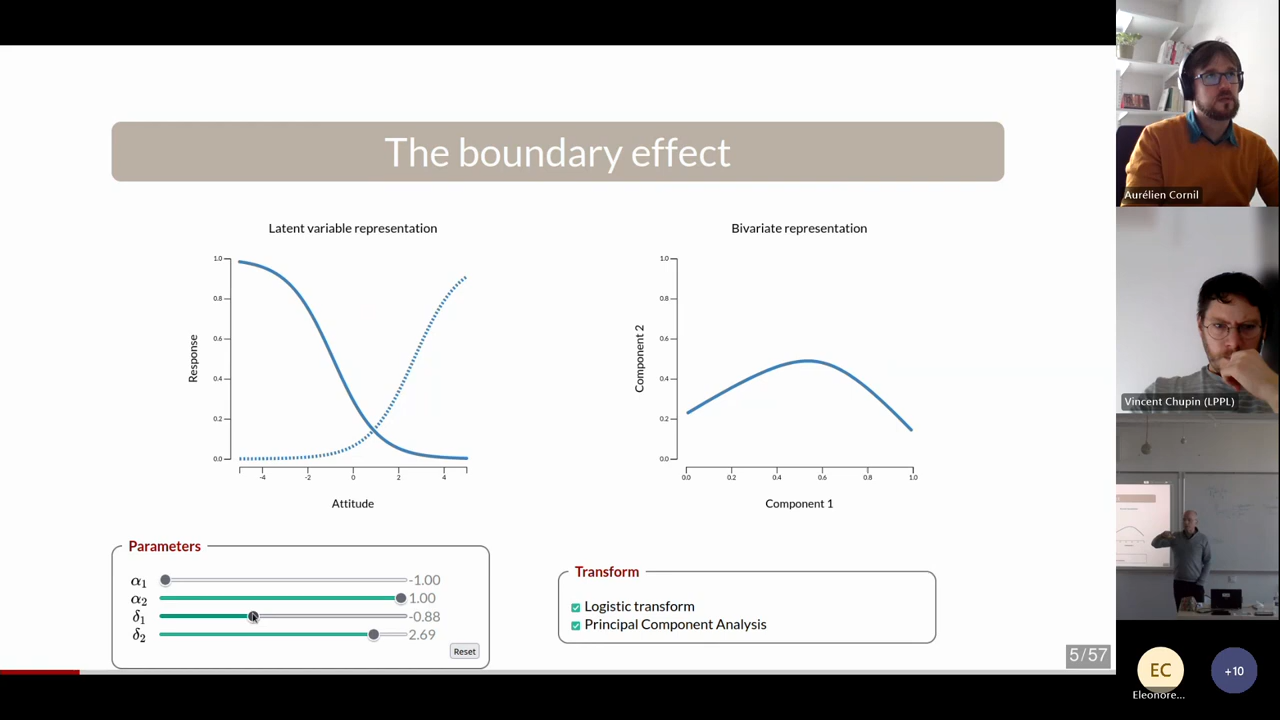 The boundary effect
Latent variable representation
1.0
0.8
0.6
0.4
0.2
0.0
Response
-4
-2
0
2
4
Attitude
Bivariate representation
1.0
0.8
0.6
0.4
0.2
0.0
Component 2
0.0
0.2
0.4
0.6
0.8
1.0
Component 1
Parameters
α1 -1.00
α2 1.00
δ1 -0.88
δ2 2.69
Reset
Transform
Logistic transform
Principal Component Analysis
5/57
Aurélien Cornil
Vincent Chupin (LPPL)
EC
Eleonore...
+10